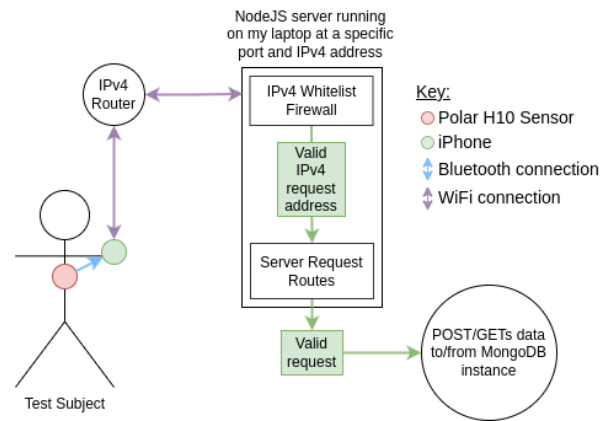 NodeJS server running
on my laptop at a specific
port and IPv4 address
IPv4
Router
IPv4 Whitelist
Firewall
Valid
IPv4
request
address
Server Request
Routes
Valid
request
POST/GETs data
to/from MongoDB
instance
Key:
Polar H10 Sensor
iPhone
Bluetooth connection
WiFi connection
Test Subject